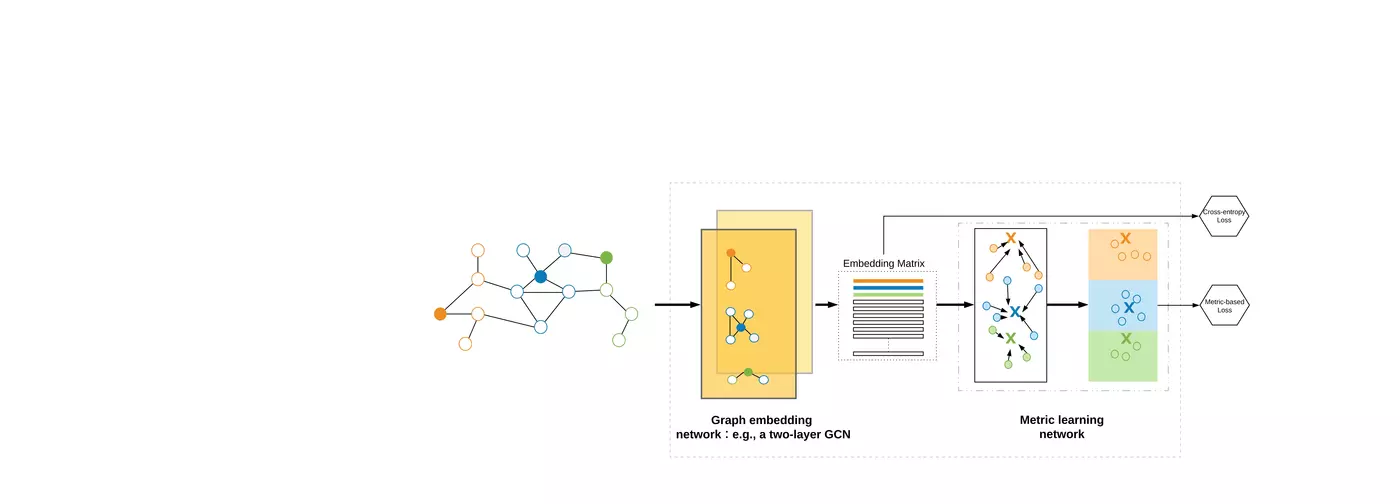 Cross-entropy
Loss
Embedding Matrix
X
X
X
X
X
X
Metric-based
Loss
Graph embedding
network : e.g., a two-layer GCN
Metric learning
network